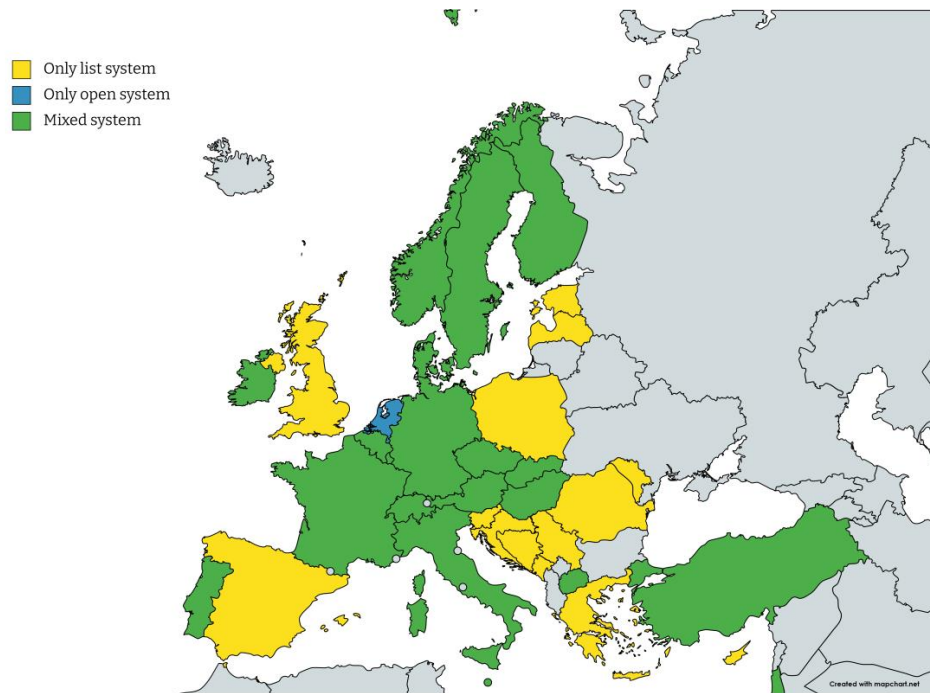 Only list system
Only open system
Mixed system
Created with mapchart.net